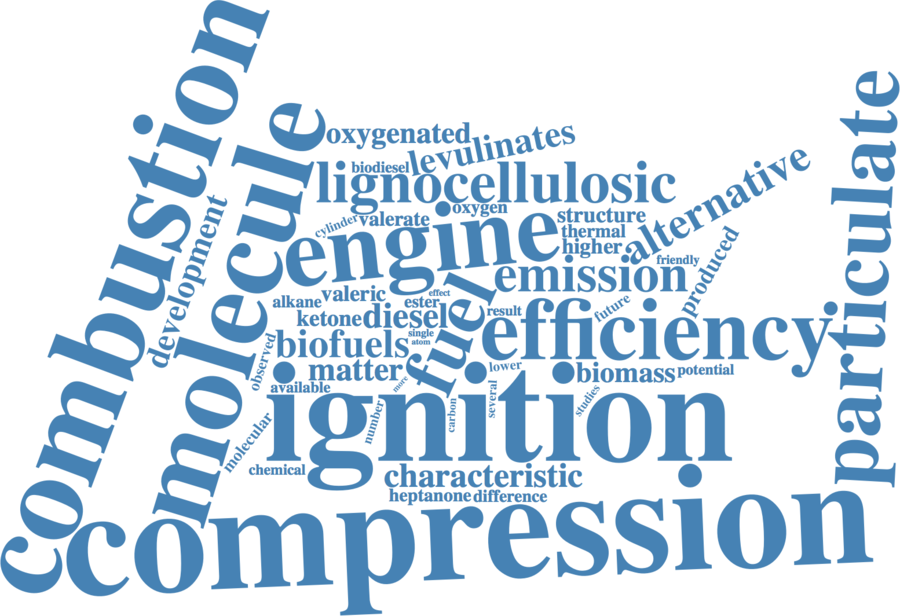 combustion
molecule
development
oxygenated
levulinates
biodiesel
lignocellulosic
alternative
particulate
cylinder
valerate
oxygen
structure
engine
thermal
higher
friendly
emission
produced
alkane
valeric
effect
ester
fuel
ketone
diesel
result
future
efficiency
single
atom
biofuels
observed
matter
lower
biomass
potential
available
more
ignition
number
carbon
several
studies
molecular
chemical
characteristic
heptanone
difference
compression